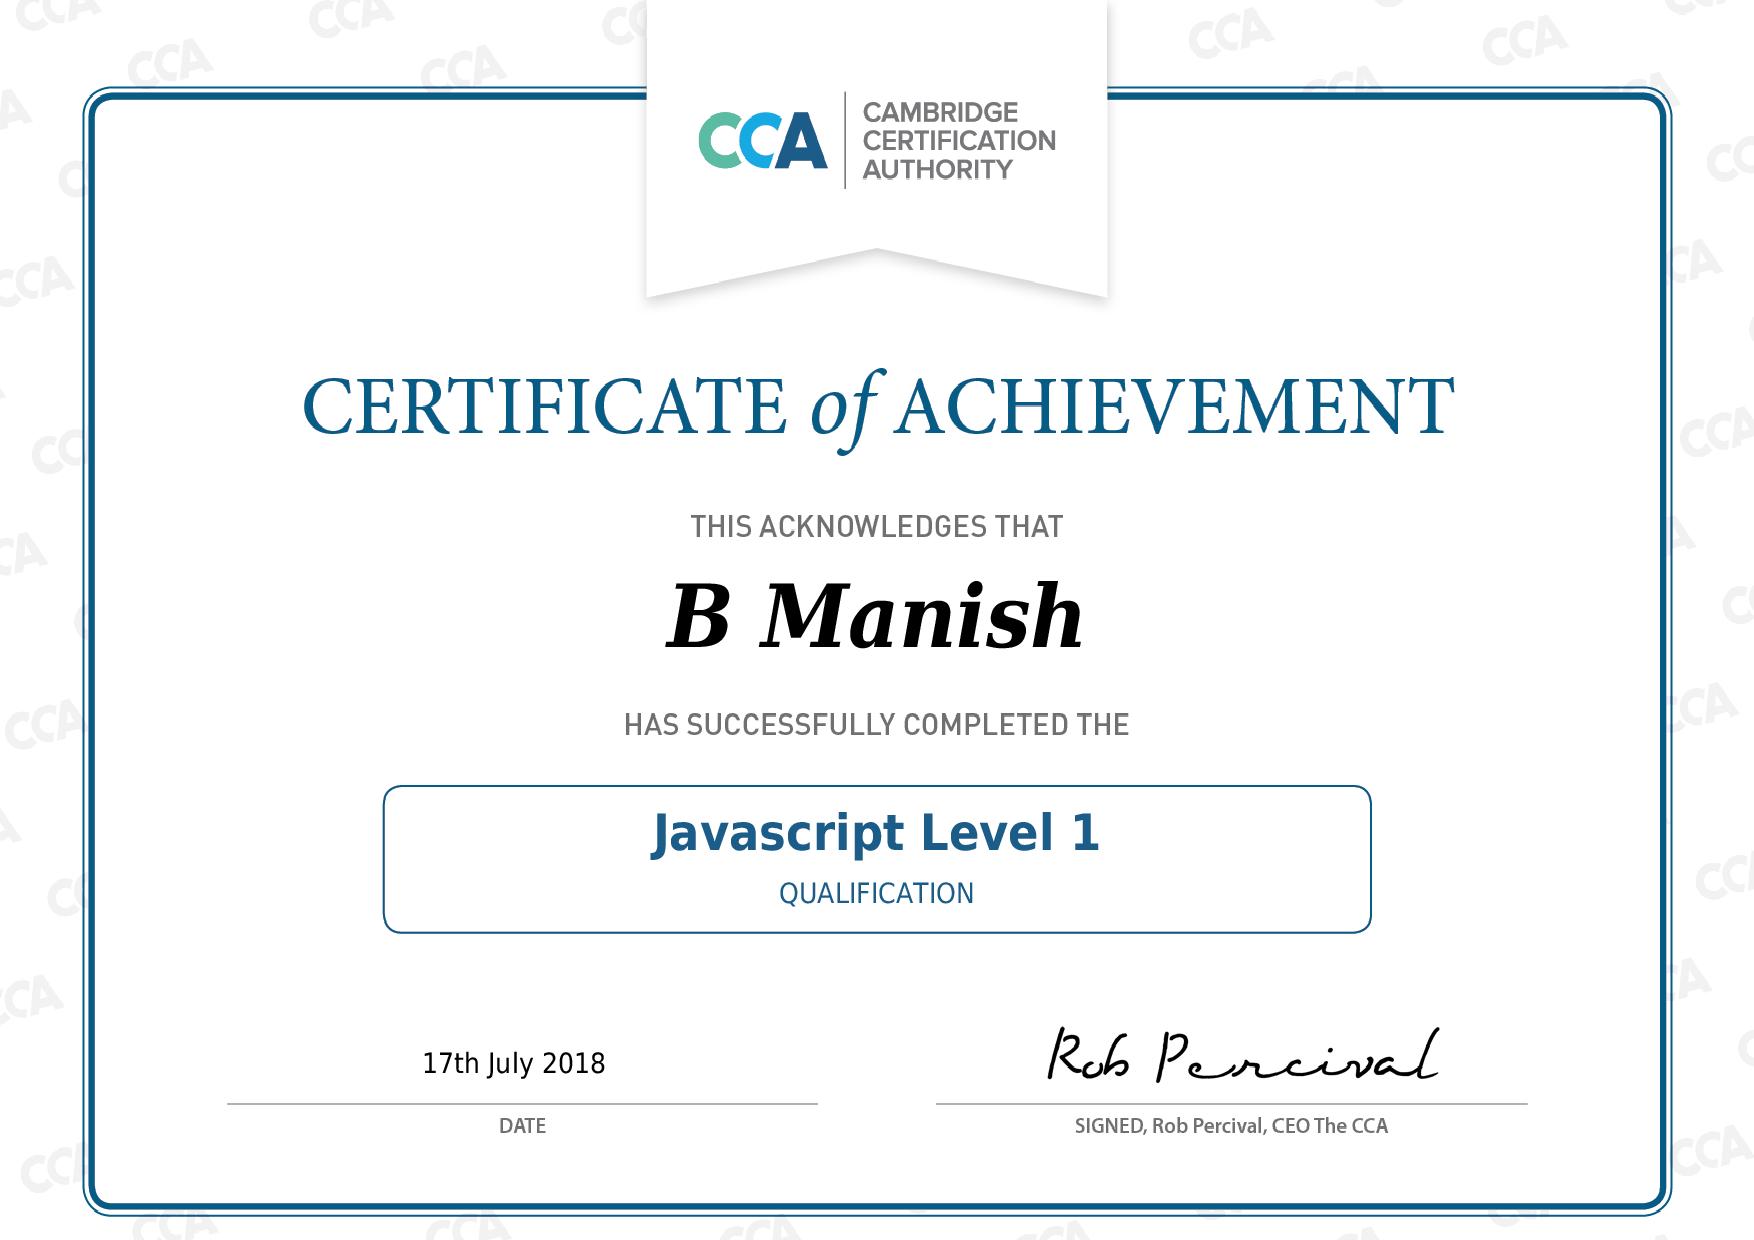 CCA
CAMBRIDGE
CERTIFICATION
AUTHORITY
CERTIFICATE of ACHIEVEMENT
THIS ACKNOWLEDGES THAT
B Manish
HAS SUCCESSFULLY COMPLETED THE
Javascript Level 1
QUALIFICATION
17th July 2018
Rob Percival
DATE
SIGNED, Rob Percival, CEO The CCA